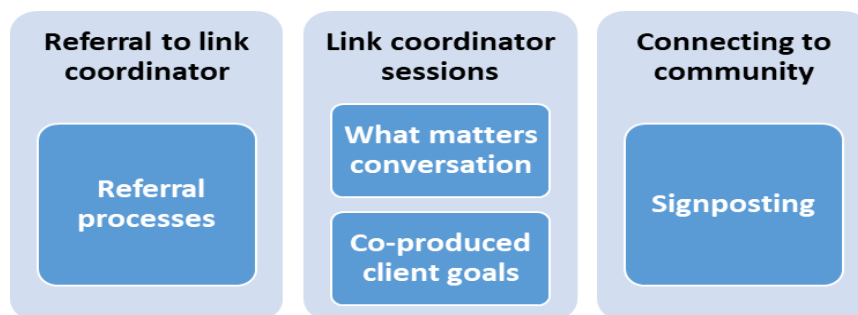 Referral to link
coordinator
Referral
processes
Link coordinator
sessions
What matters
conversation
Co-produced
client goals
Connecting to
community
Signposting